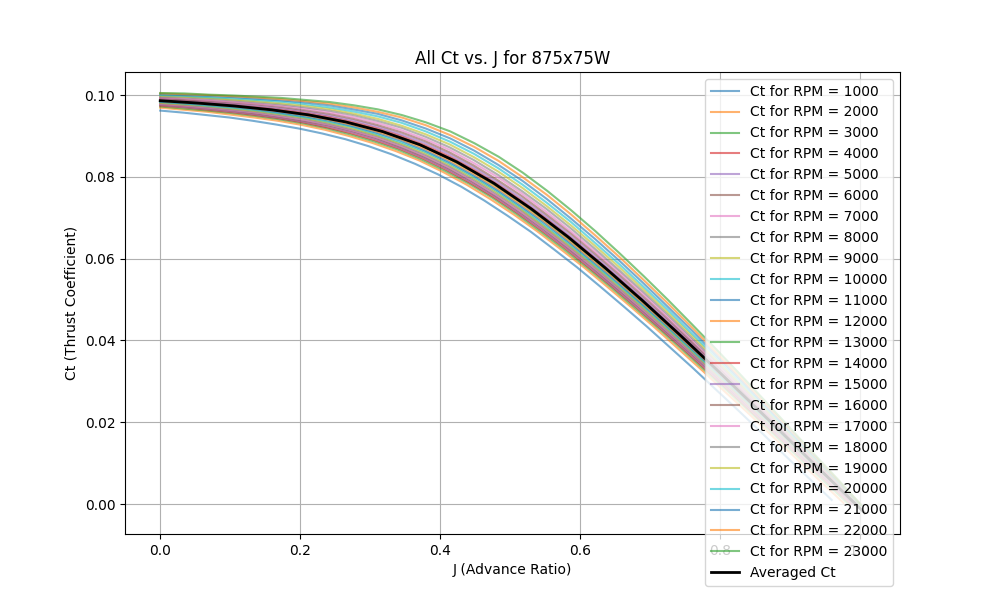 All Ct vs. J for 875x75W
Ct (Thrust Coefficient)
0.10
0.08
0.06
0.04
0.02
0.00
0.0
0.2
0.4
0.6
0.8
J (Advance Ratio)
Ct for RPM = 1000
Ct for RPM = 2000
Ct for RPM = 3000
Ct for RPM = 4000
Ct for RPM = 5000
Ct for RPM = 6000
Ct for RPM = 7000
Ct for RPM = 8000
Ct for RPM = 9000
Ct for RPM = 10000
Ct for RPM = 11000
Ct for RPM = 12000
Ct for RPM = 13000
Ct for RPM = 14000
Ct for RPM = 15000
Ct for RPM = 16000
Ct for RPM = 17000
Ct for RPM = 18000
Ct for RPM = 19000
Ct for RPM = 20000
Ct for RPM = 21000
Ct for RPM = 22000
Ct for RPM = 23000
Averaged Ct